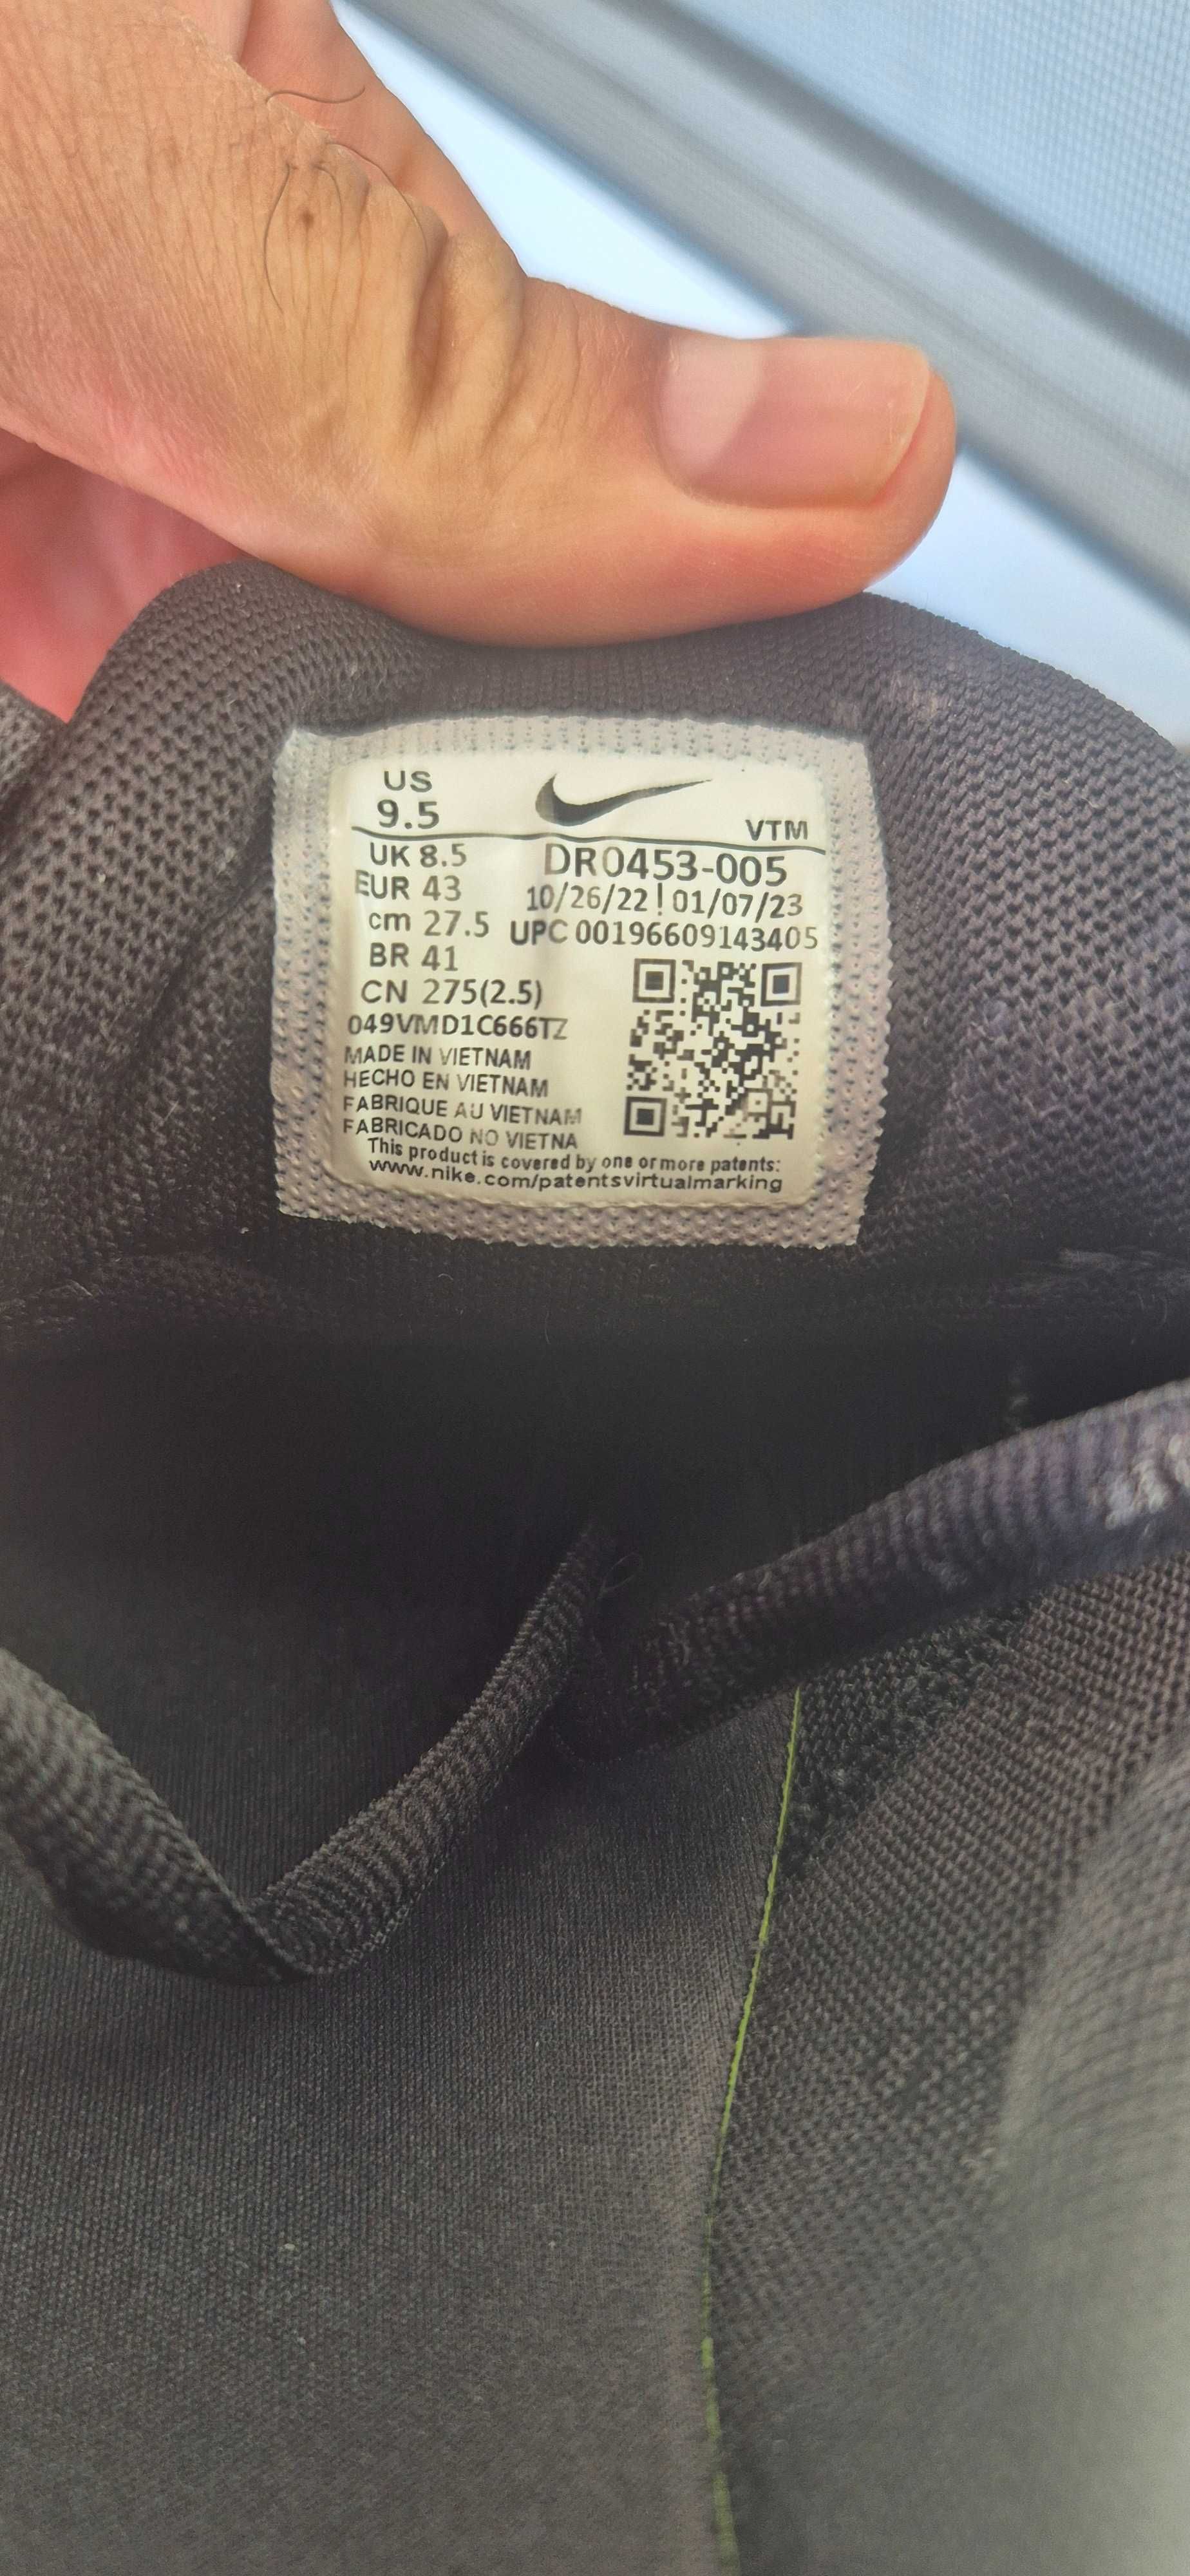 US
9.5
VTM
UK 8.5
DR0453-005
EUR 43
10/26/22 ! 01/07/23
cm 27.5
UPC 00196609143405
BR 41
CN 275(2.5)
049VMD1C666TZ
MADE IN VIETNAM
HECHO EN VIETNAM
FABRIQUE AU VIETNAM
FABRICADO NO VIETNA
This product is covered by one or more patents:
www.nike.com/patentsvirtualmarking